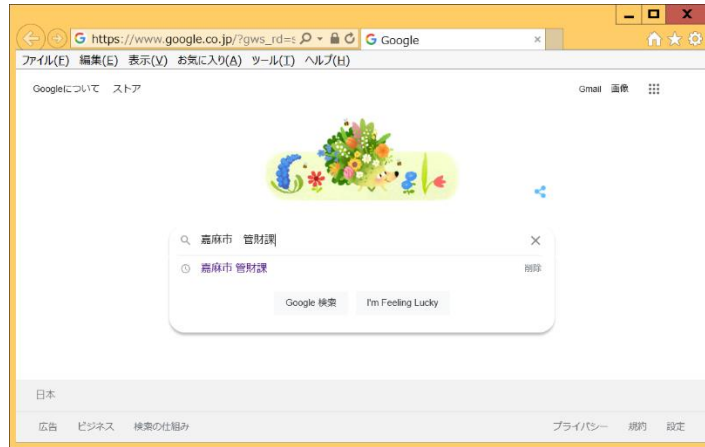 https://www.google.co.jp/?gws_rd=s
Google
ファイル(F) 編集(E) 表示(V) お気に入り(A) ツール(T) ヘルプ(H)
Googleについて ストア Gmail 画像
嘉麻市　管財課
嘉麻市 管財課 削除
Google 検索 I'm Feeling Lucky
日本
広告 ビジネス 検索の仕組み プライバシー 規約 設定